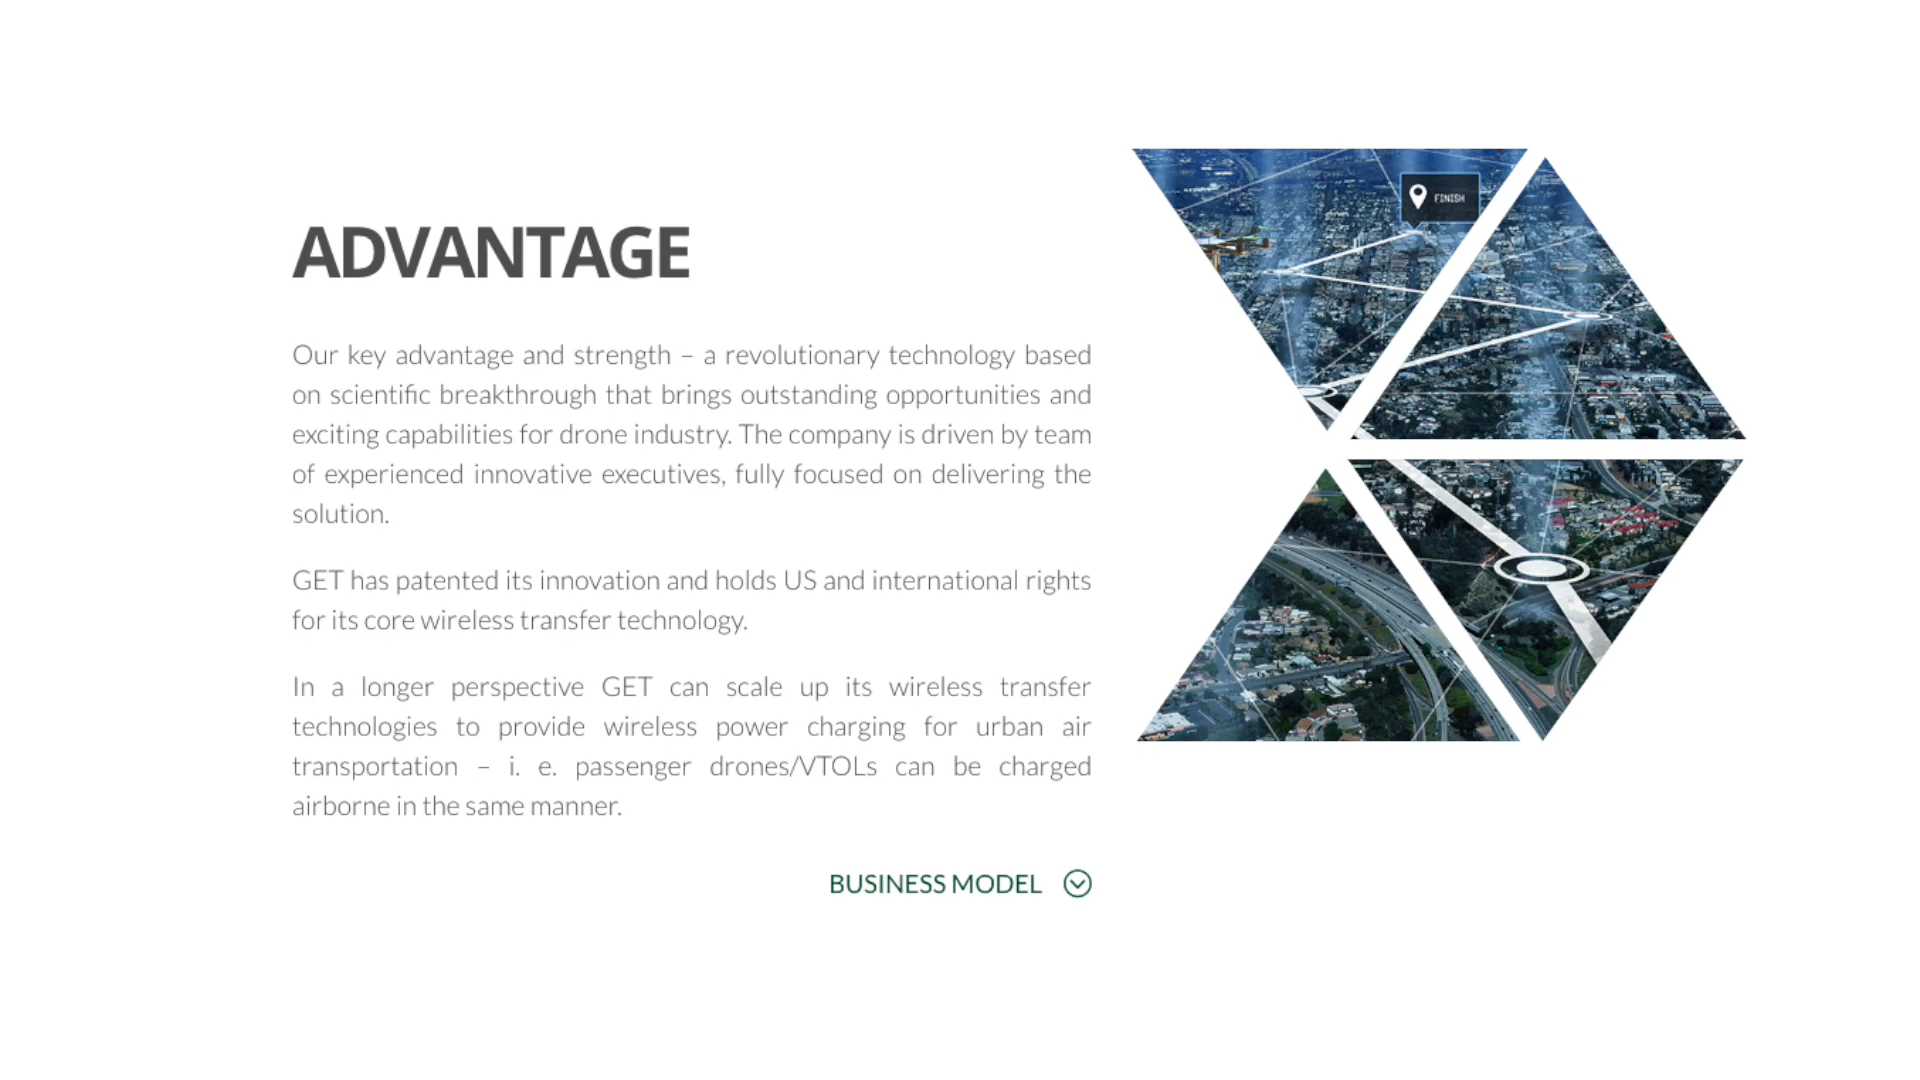 FINISH
ADVANTAGE
Our key advantage and strength – a revolutionary technology based
on scientific breakthrough that brings outstanding opportunities and
exciting capabilities for drone industry. The company is driven by team
of experienced innovative executives, fully focused on delivering the
solution.
GET has patented its innovation and holds US and international rights
for its core wireless transfer technology.
In a longer perspective GET can scale up its wireless transfer
technologies to provide wireless power charging for urban air
transportation – i. e. passenger drones/VTOLs can be charged
airborne in the same manner.
BUSINESS MODEL